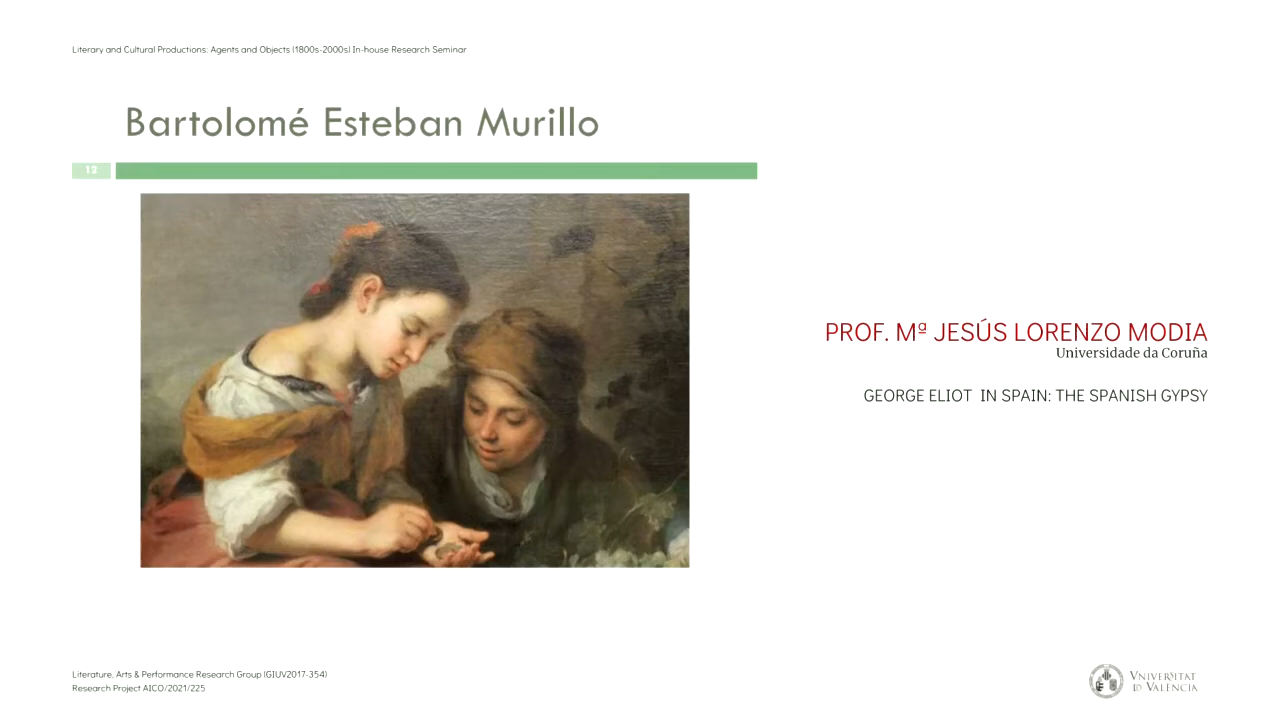 Literary and Cultural Productions: Agents and Objects (1800s-2000s) In-house Research Seminar
Bartolomé Esteban Murillo
12
PROF. Mª JESÚS LORENZO MODIA
Universidade da Coruña
GEORGE ELIOT IN SPAIN: THE SPANISH GYPSY
Literature, Arts & Performance Research Group (GIUV2017-354)
Research Project AICO/2021/225
VNIVERSITAT
ID VALÈNCIA